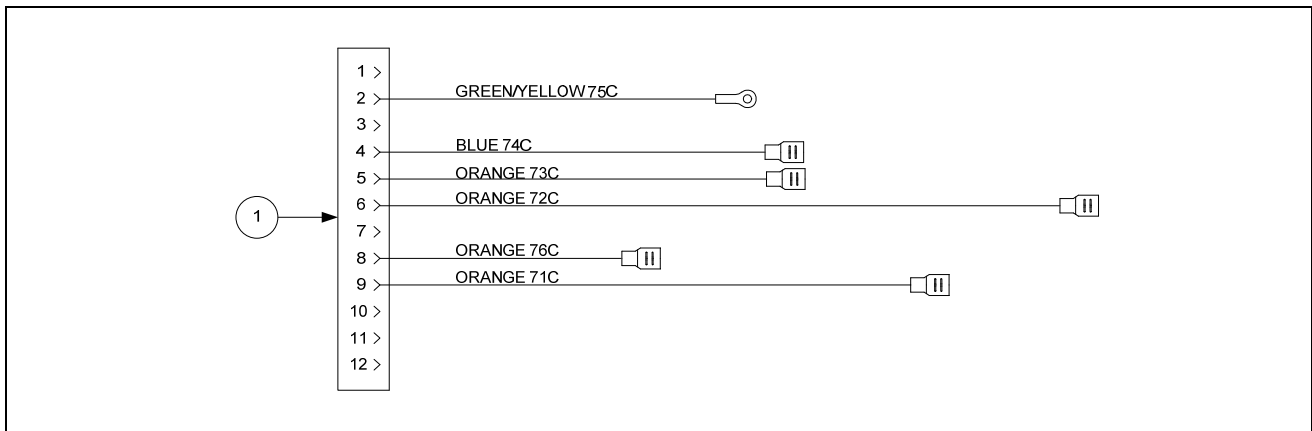 1
2 GREEN/YELLOW 75C
3
4 BLUE 74C
5 ORANGE 73C
6 ORANGE 72C
1
7
8 ORANGE 76C
9 ORANGE 71C
10
11
12